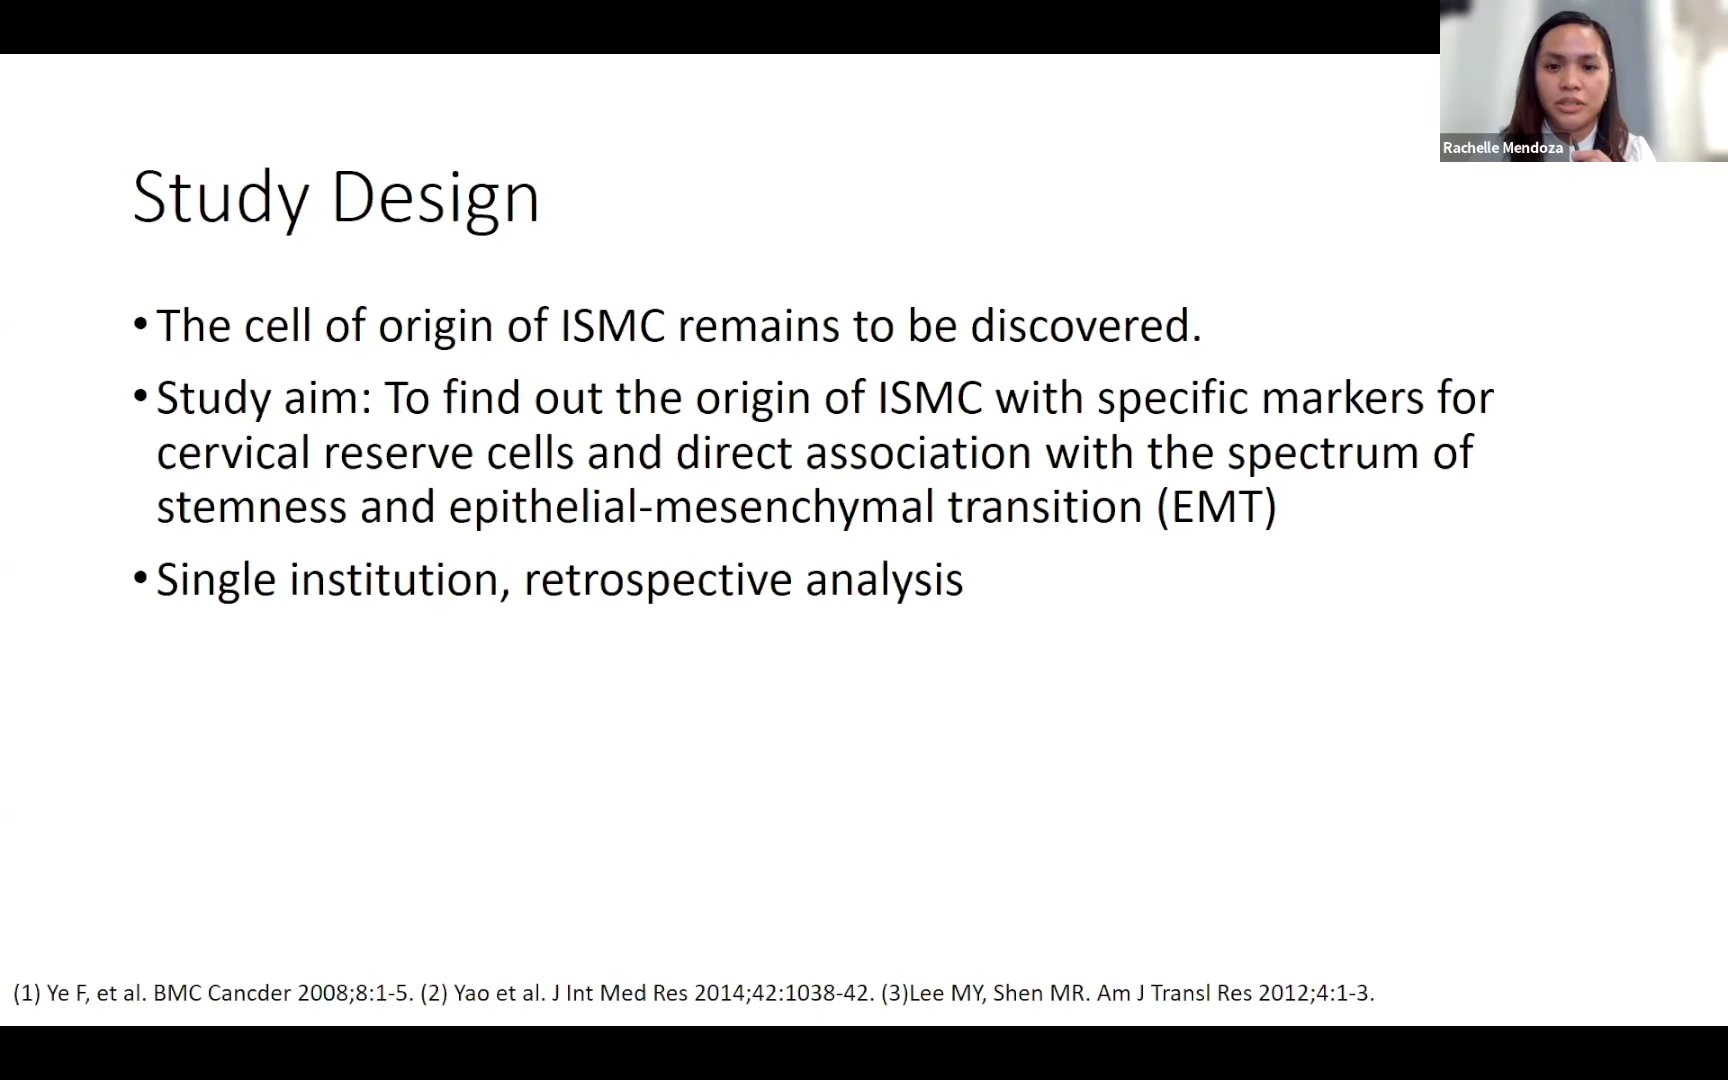 Rachelle Mendoza
Study Design
• The cell of origin of ISMC remains to be discovered.
• Study aim: To find out the origin of ISMC with specific markers for
cervical reserve cells and direct association with the spectrum of
stemness and epithelial-mesenchymal transition (EMT)
• Single institution, retrospective analysis
(1) Ye F, et al. BMC Cancder 2008;8:1-5. (2) Yao et al. J Int Med Res 2014;42:1038-42. (3)Lee MY, Shen MR. Am J Transl Res 2012;4:1-3.